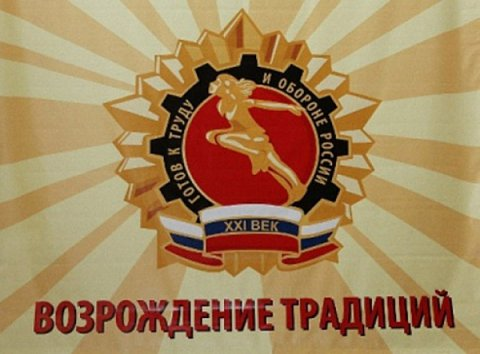 ГОТОВ К ТРУДУ И ОБОРОНЕ РОССИИ
XXI ВЕК
ВОЗРОЖДЕНИЕ ТРАДИЦИЙ